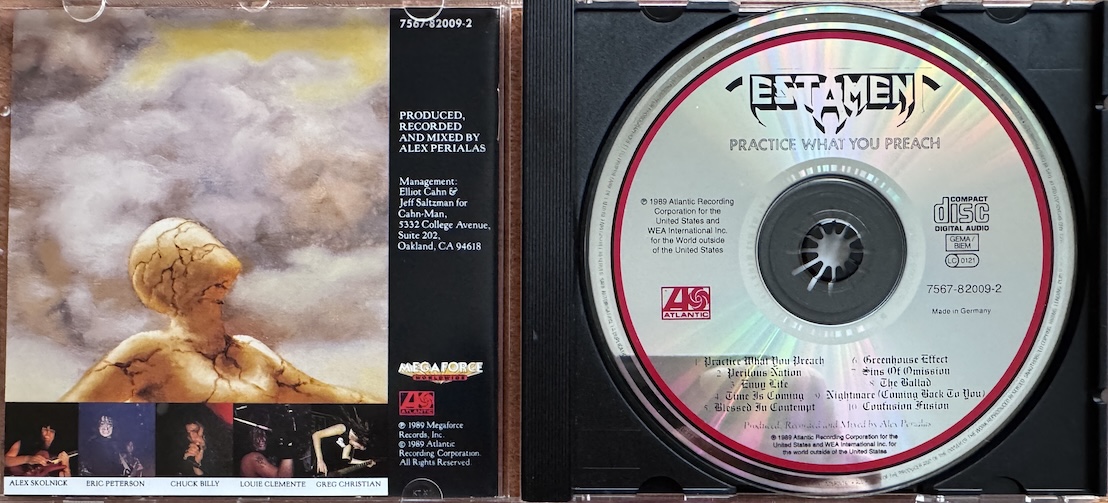 7567-82009-2
PRODUCED,
RECORDED
AND MIXED BY
ALEX PERIALAS
Management:
Elliot Cahn &
Jeff Saltzman for
Cahn-Man,
5332 College Avenue,
Suite 202,
Oakland, CA 94618
MEGAFORCE
WORLDWIDE
ATLANTIC
℗ 1989 Megaforce
Records, Inc.
© 1989 Atlantic
Recording Corporation.
All Rights Reserved.
ALEX SKOLNICK
ERIC PETERSON
CHUCK BILLY
LOUIE CLEMENTE
GREG CHRISTIAN
TESTAMENT
PRACTICE WHAT YOU PREACH
℗ 1989 Atlantic Recording
Corporation for the
United States and
WEA International Inc.
for the World outside
of the United States
COMPACT
disc
DIGITAL AUDIO
GEMA/
BIEM
LC 0121
ATLANTIC
7567-82009-2
Made in Germany
1 Practice What You Preach
2 Perilous Nation
3 Envy Life
4 Time Is Coming
5 Blessed In Contempt
6 Greenhouse Effect
7 Sins Of Omission
8 The Ballad
9 Nightmare (Coming Back To You)
10 Confusion Fusion
Produced, Recorded and Mixed by Alex Perialas
℗ © 1989 Atlantic Recording Corporation for the
United States and WEA International Inc. for the
world outside of the United States